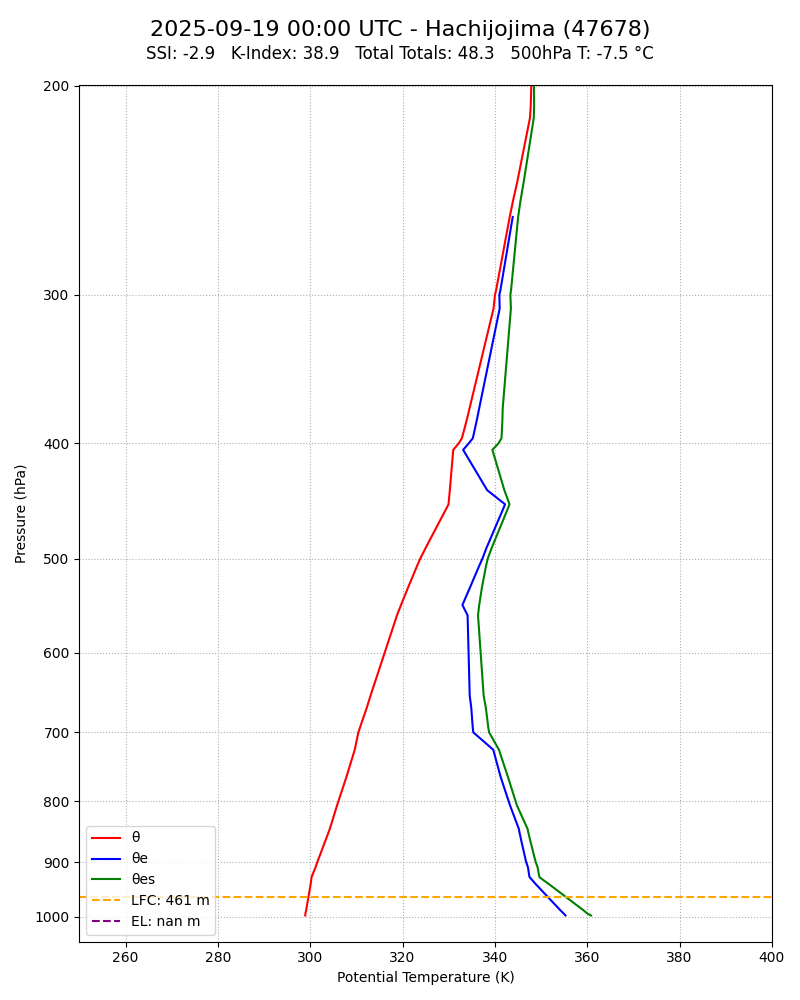 2025-09-19 00:00 UTC - Hachijojima (47678)
SSI: -2.9   K-Index: 38.9   Total Totals: 48.3   500hPa T: -7.5 °C
200
300
400
500
600
700
800
900
1000
Pressure (hPa)
θ
θe
θes
LFC: 461 m
EL: nan m
260 280 300 320 340 360 380 400
Potential Temperature (K)